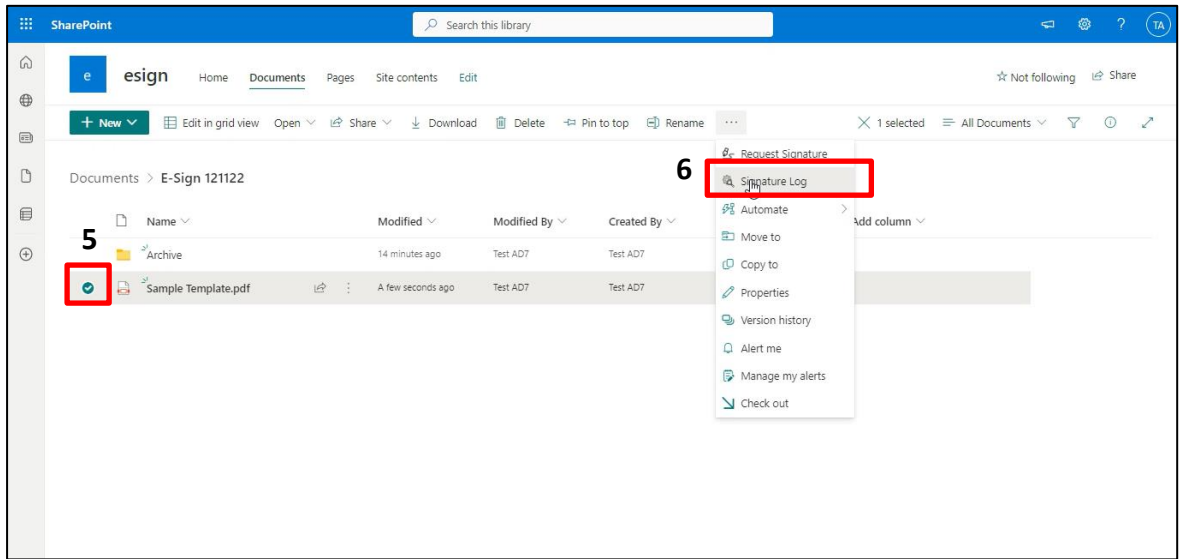 SharePoint Search this library ? TA
e esign Home Documents Pages Site contents Edit Not following Share
New Edit in grid view Open Share Download Delete Pin to top Rename ... 1 selected All Documents
Request Signature
6
Documents > E-Sign 121122
Signature Log
Name Modified Modified By Created By Automate Add column
5
Move to
Archive 14 minutes ago Test AD7 Test AD7
Copy to
Sample Template.pdf A few seconds ago Test AD7 Test AD7
Properties
Version history
Alert me
Manage my alerts
Check out